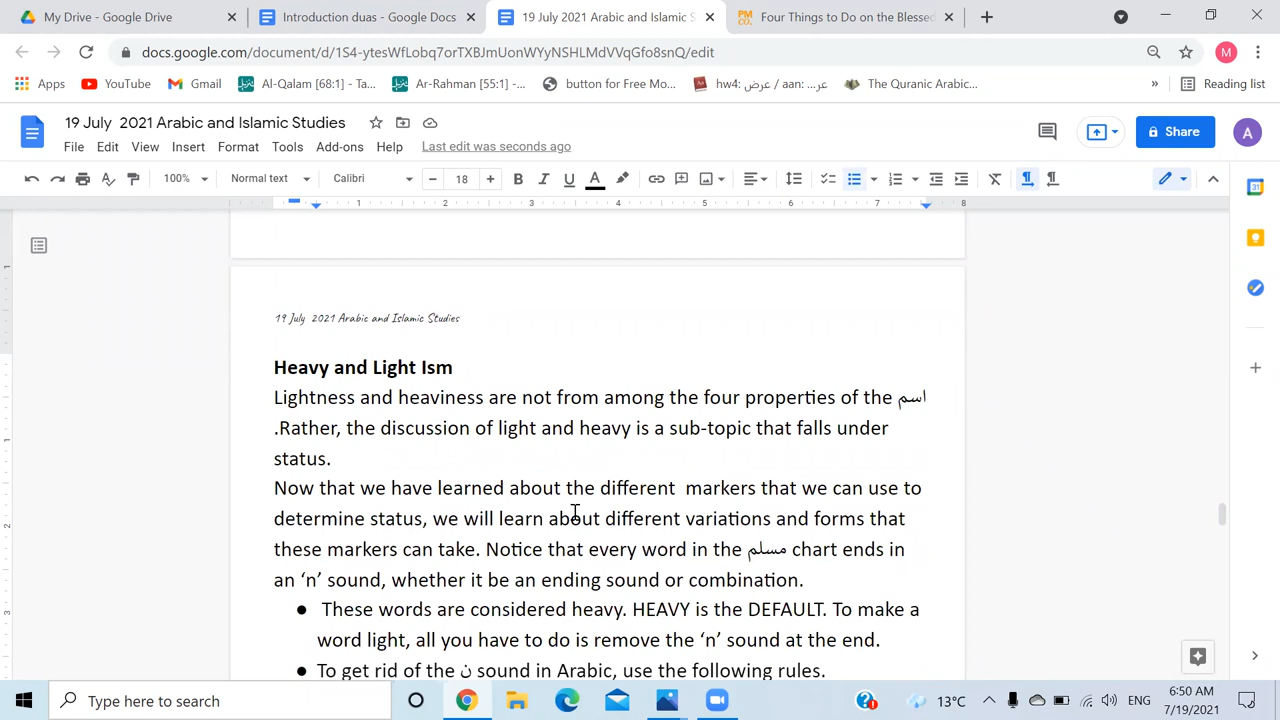 My Drive - Google Drive
Introduction duas - Google Docs
19 July 2021 Arabic and Islamic S
Four Things to Do on the Blessed
docs.google.com/document/d/1S4-ytesWfLobq7orTXBJmUonWYyNSHLMdVVqGfo8snQ/edit
M
Apps
YouTube
Gmail
Al-Qalam [68:1] - Ta...
Ar-Rahman [55:1] -...
button for Free Mo...
hw4: عرض / aan: عر...
The Quranic Arabic...
»
Reading list
19 July 2021 Arabic and Islamic Studies
File Edit View Insert Format Tools Add-ons Help Last edit was seconds ago
Share
A
100% Normal text Calibri 18
1 2 3 4 5 6 7 8
19 July 2021 Arabic and Islamic Studies
Heavy and Light Ism
Lightness and heaviness are not from among the four properties of the اسم
.Rather, the discussion of light and heavy is a sub-topic that falls under
status.
Now that we have learned about the different markers that we can use to
determine status, we will learn about different variations and forms that
these markers can take. Notice that every word in the مسلم chart ends in
an ‘n’ sound, whether it be an ending sound or combination.
● These words are considered heavy. HEAVY is the DEFAULT. To make a
word light, all you have to do is remove the ‘n’ sound at the end.
● To get rid of the ن sound in Arabic, use the following rules.
Type here to search
13°C
ENG
6:50 AM
7/19/2021